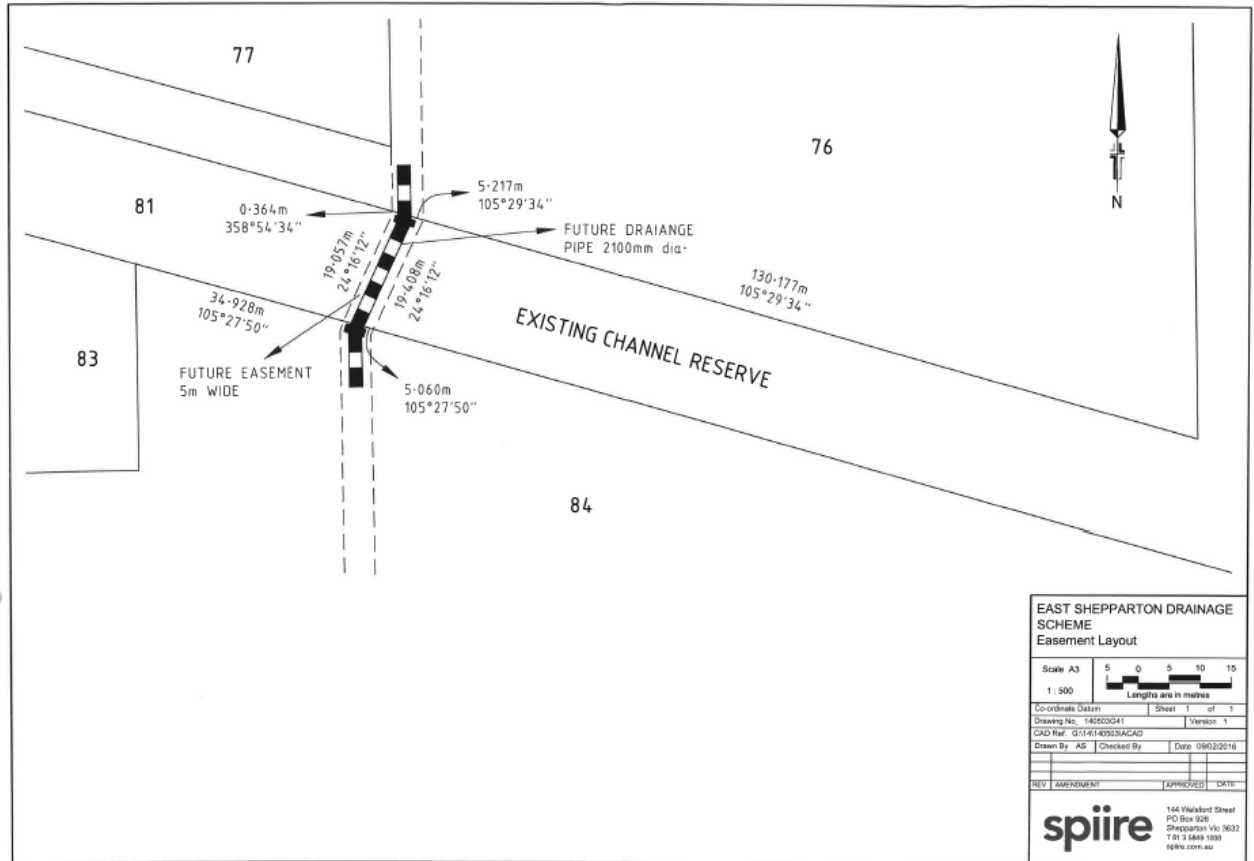 77
76
81
0·364m
358°54'34"
5·217m
105°29'34"
FUTURE DRAIANGE
PIPE 2100mm dia·
19·057m
24°16'12"
19·408m
24°16'12"
130·177m
105°29'34"
N
34·928m
105°27'50"
EXISTING CHANNEL RESERVE
83
FUTURE EASEMENT
5m WIDE
5·060m
105°27'50"
84
EAST SHEPPARTON DRAINAGE
SCHEME
Easement Layout
Scale A3
1 : 500
5 0 5 10 15
Lengths are in metres
Co-ordinate Datum Sheet 1 of 1
Drawing No. 140503G41 Version 1
CAD Ref. G:\14\140503\ACAD
Drawn By AS Checked By Date 09/02/2016
REV AMENDMENT APPROVED DATE
spiire
144 Welsford Street
PO Box 926
Shepparton Vic 3632
T 61 3 5849 1000
spiire.com.au